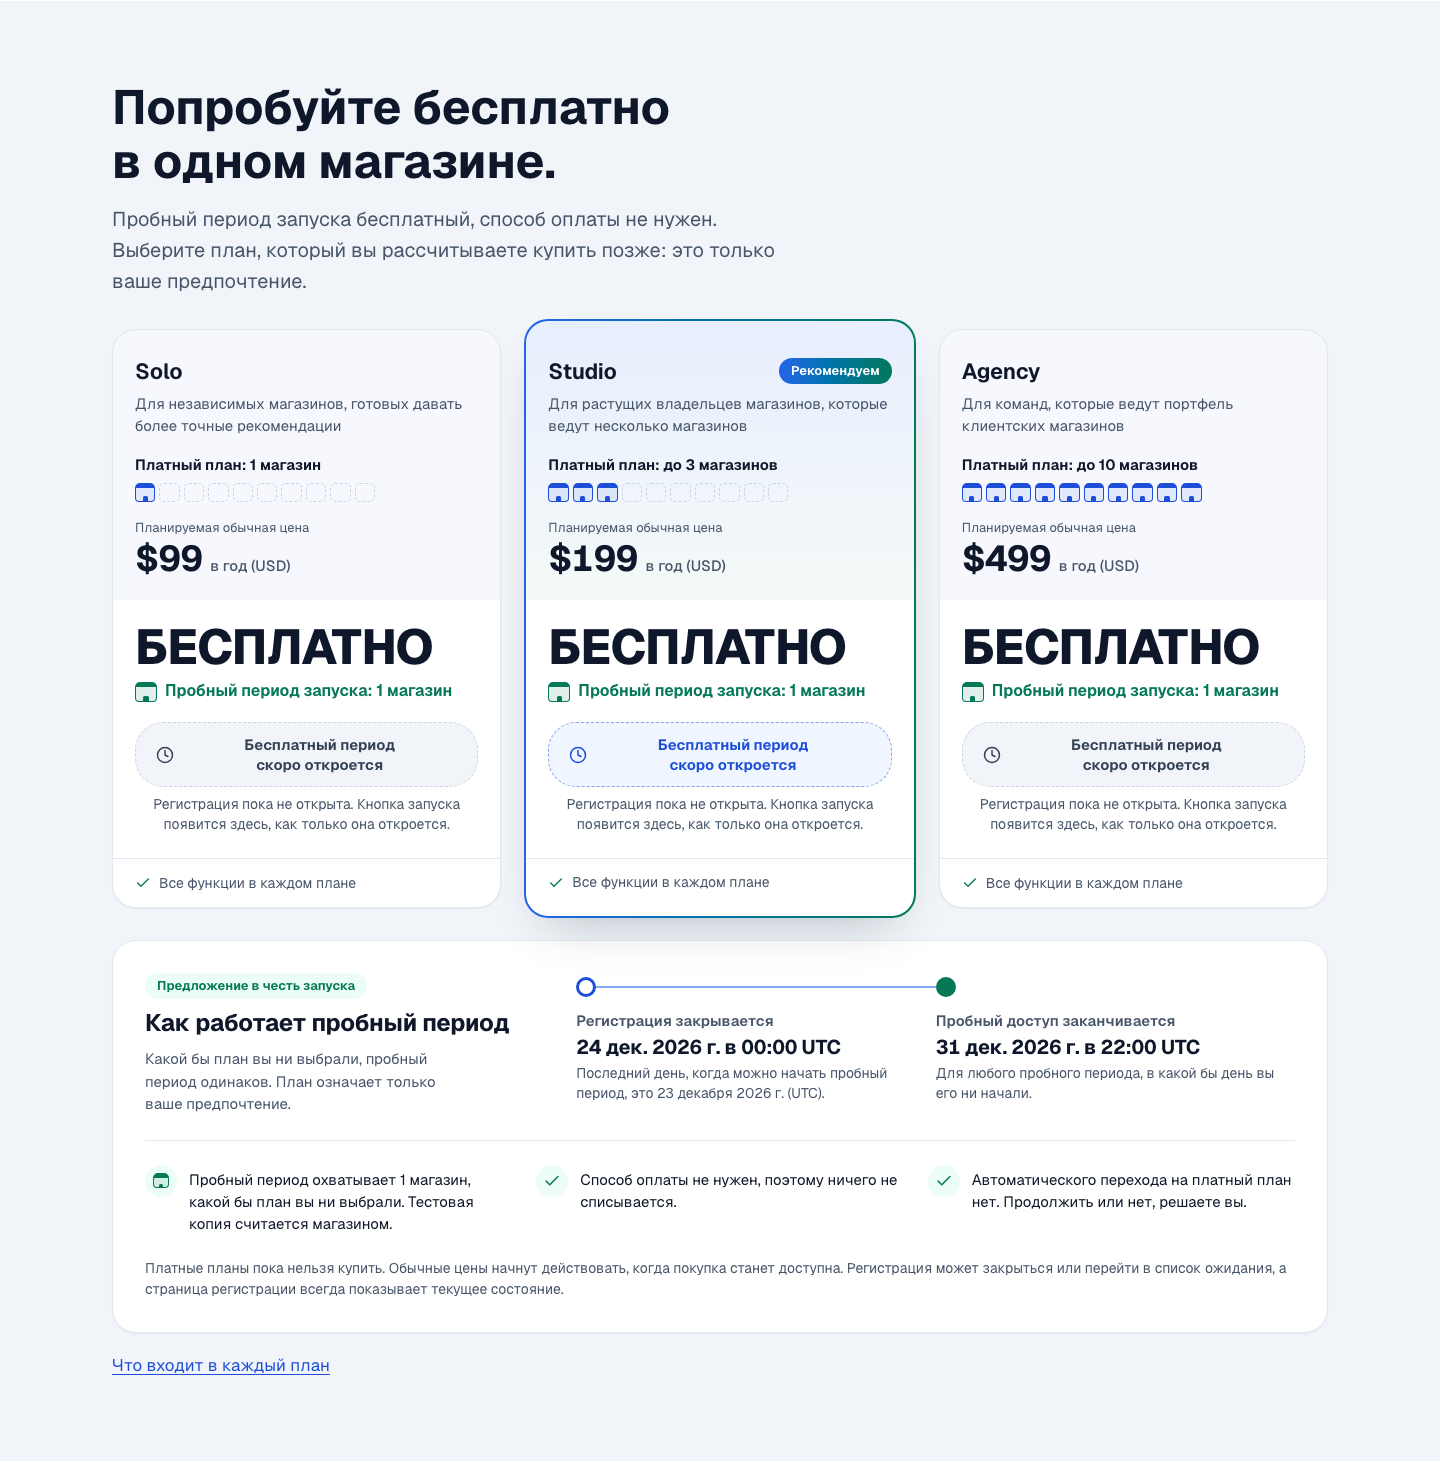 Попробуйте бесплатно
в одном магазине.
Пробный период запуска бесплатный, способ оплаты не нужен.
Выберите план, который вы рассчитываете купить позже: это только
ваше предпочтение.
Solo
Для независимых магазинов, готовых давать
более точные рекомендации
Платный план: 1 магазин
Планируемая обычная цена
$99 в год (USD)
БЕСПЛАТНО
Пробный период запуска: 1 магазин
Бесплатный период
скоро откроется
Регистрация пока не открыта. Кнопка запуска
появится здесь, как только она откроется.
Все функции в каждом плане
Studio
Рекомендуем
Для растущих владельцев магазинов, которые
ведут несколько магазинов
Платный план: до 3 магазинов
Планируемая обычная цена
$199 в год (USD)
БЕСПЛАТНО
Пробный период запуска: 1 магазин
Бесплатный период
скоро откроется
Регистрация пока не открыта. Кнопка запуска
появится здесь, как только она откроется.
Все функции в каждом плане
Agency
Для команд, которые ведут портфель
клиентских магазинов
Платный план: до 10 магазинов
Планируемая обычная цена
$499 в год (USD)
БЕСПЛАТНО
Пробный период запуска: 1 магазин
Бесплатный период
скоро откроется
Регистрация пока не открыта. Кнопка запуска
появится здесь, как только она откроется.
Все функции в каждом плане
Предложение в честь запуска
Как работает пробный период
Какой бы план вы ни выбрали, пробный
период одинаков. План означает только
ваше предпочтение.
Регистрация закрывается
24 дек. 2026 г. в 00:00 UTC
Последний день, когда можно начать пробный
период, это 23 декабря 2026 г. (UTC).
Пробный доступ заканчивается
31 дек. 2026 г. в 22:00 UTC
Для любого пробного периода, в какой бы день вы
его ни начали.
Пробный период охватывает 1 магазин,
какой бы план вы ни выбрали. Тестовая
копия считается магазином.
Способ оплаты не нужен, поэтому ничего не
списывается.
Автоматического перехода на платный план
нет. Продолжить или нет, решаете вы.
Платные планы пока нельзя купить. Обычные цены начнут действовать, когда покупка станет доступна. Регистрация может закрыться или перейти в список ожидания, а
страница регистрации всегда показывает текущее состояние.
Что входит в каждый план